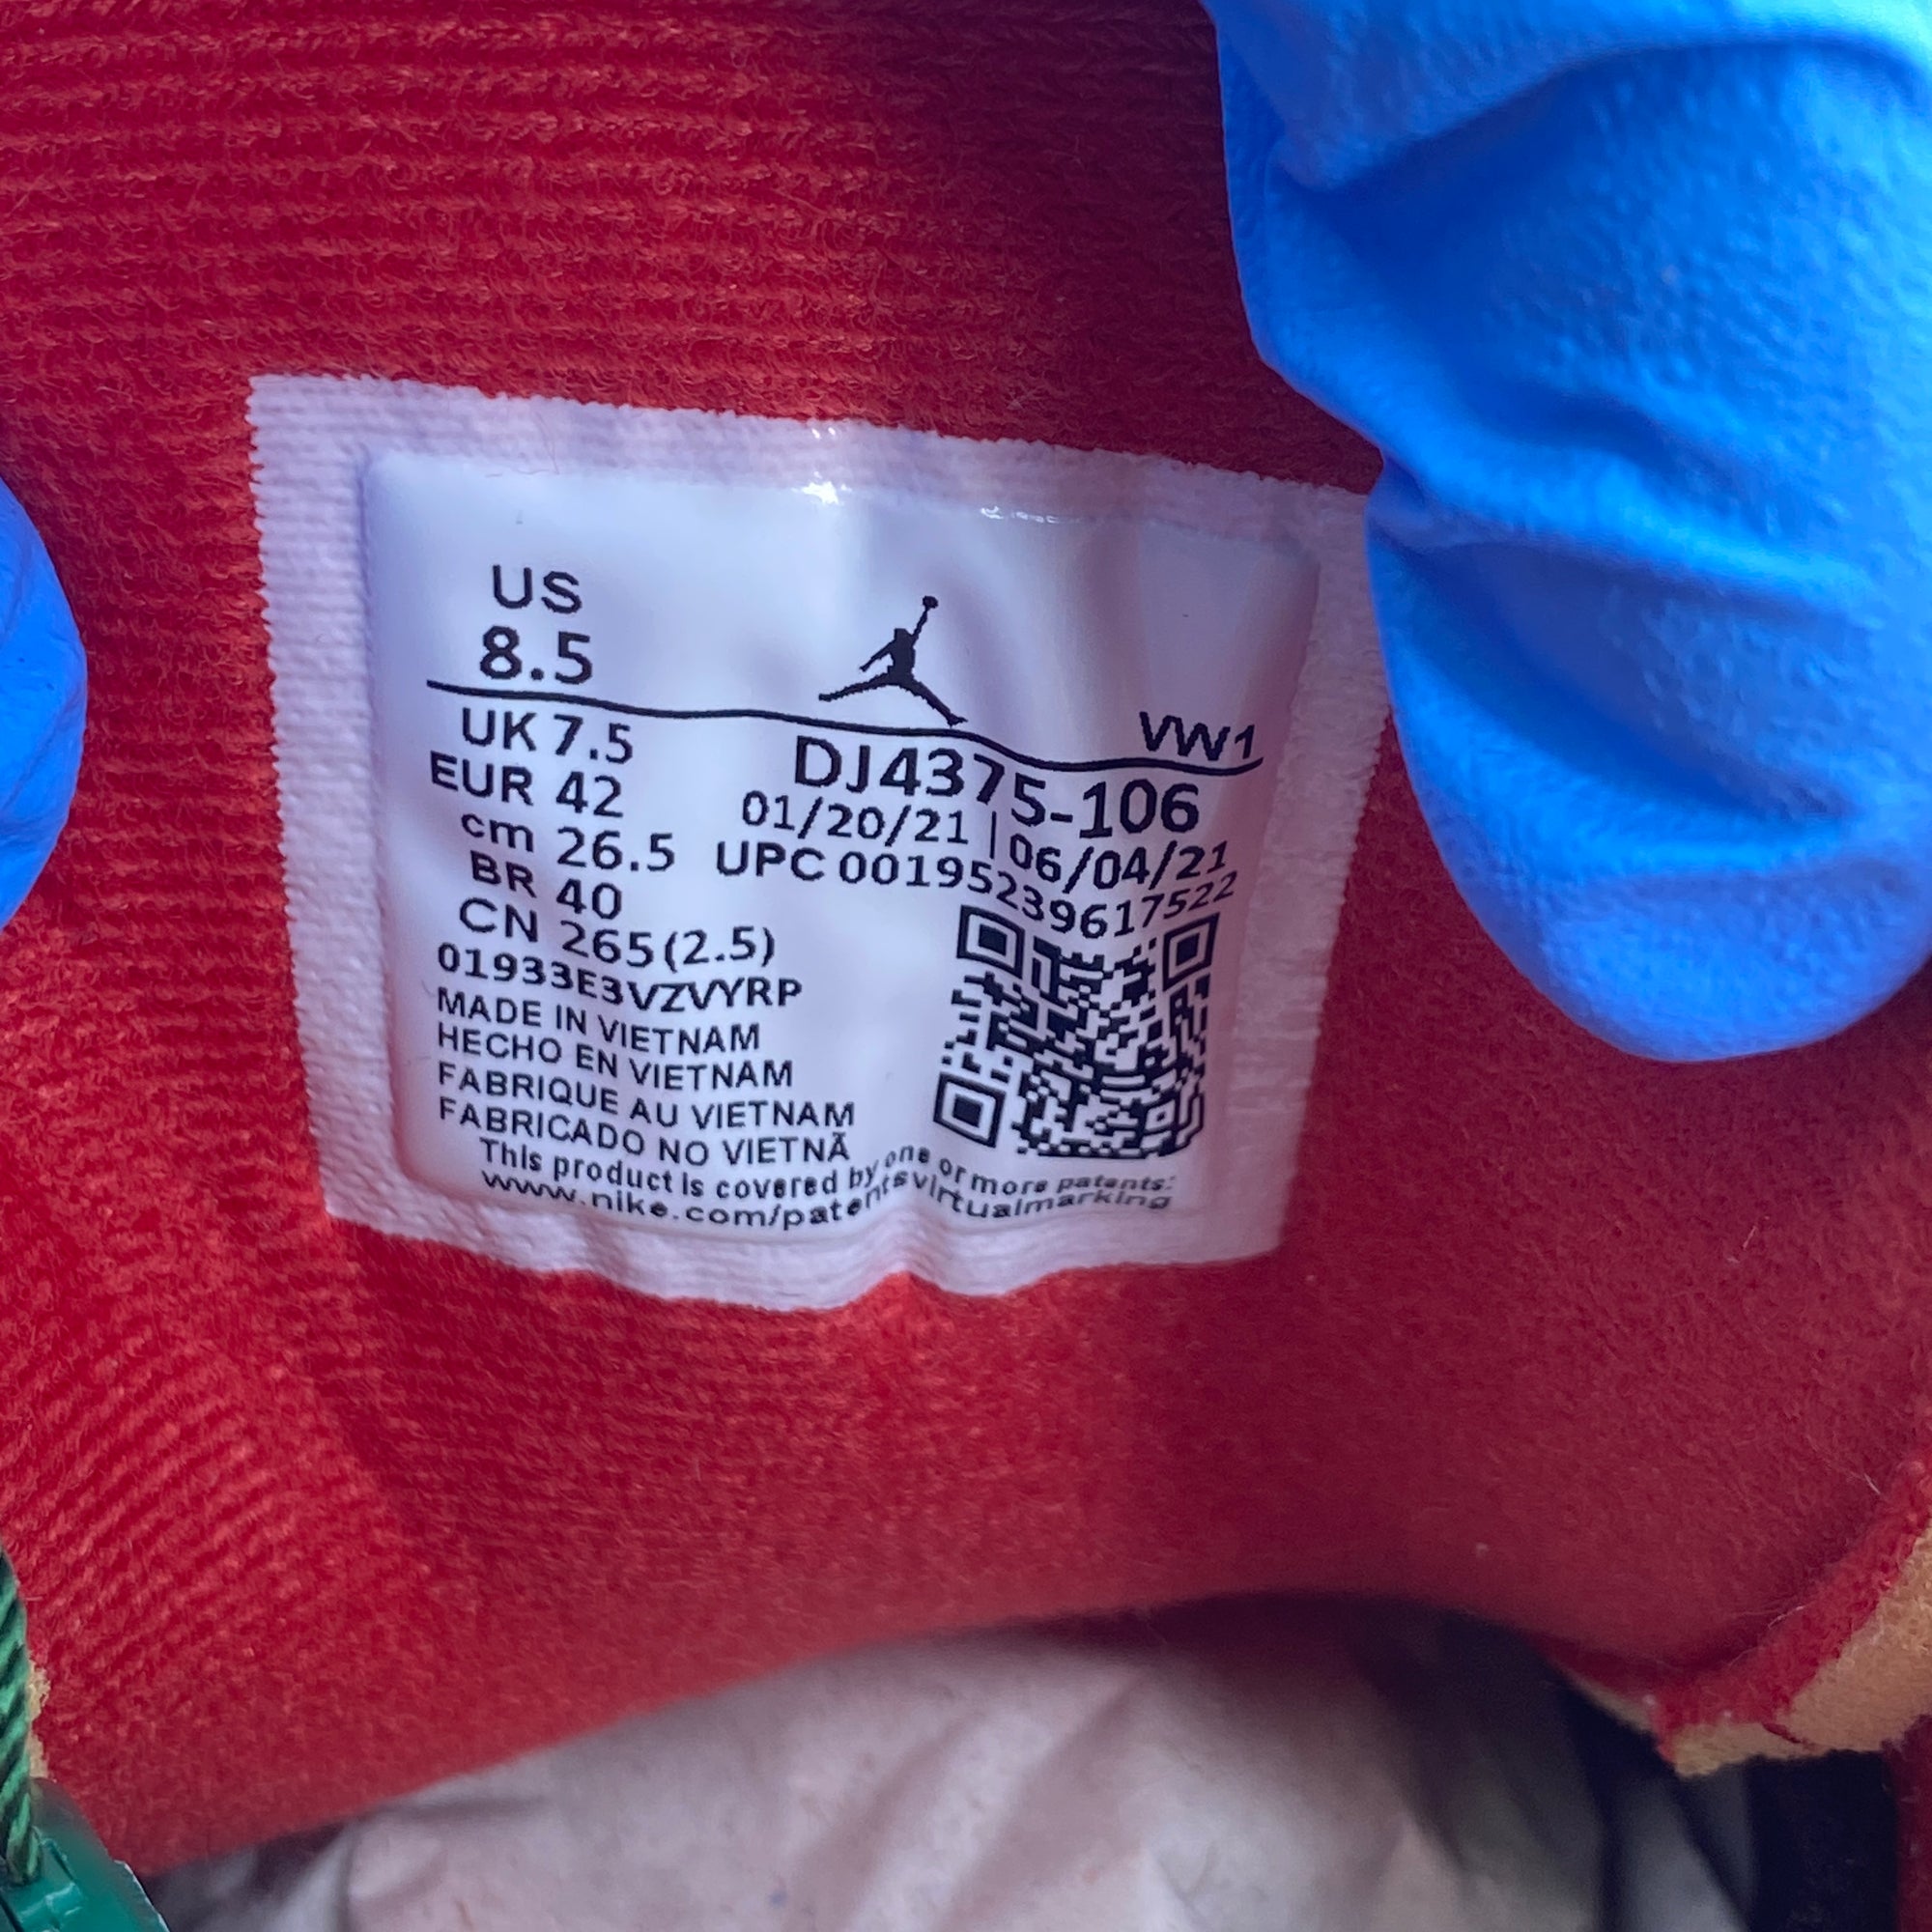 US
8.5
VW1
UK 7.5
DJ4375-106
EUR 42
01/20/21 | 06/04/21
cm 26.5
UPC 00195239617522
BR 40
CN 265(2.5)
01933E3VZVYRP
MADE IN VIETNAM
HECHO EN VIETNAM
FABRIQUE AU VIETNAM
FABRICADO NO VIETNÃ
This product is covered by one or more patents:
www.nike.com/patentsvirtualmarking